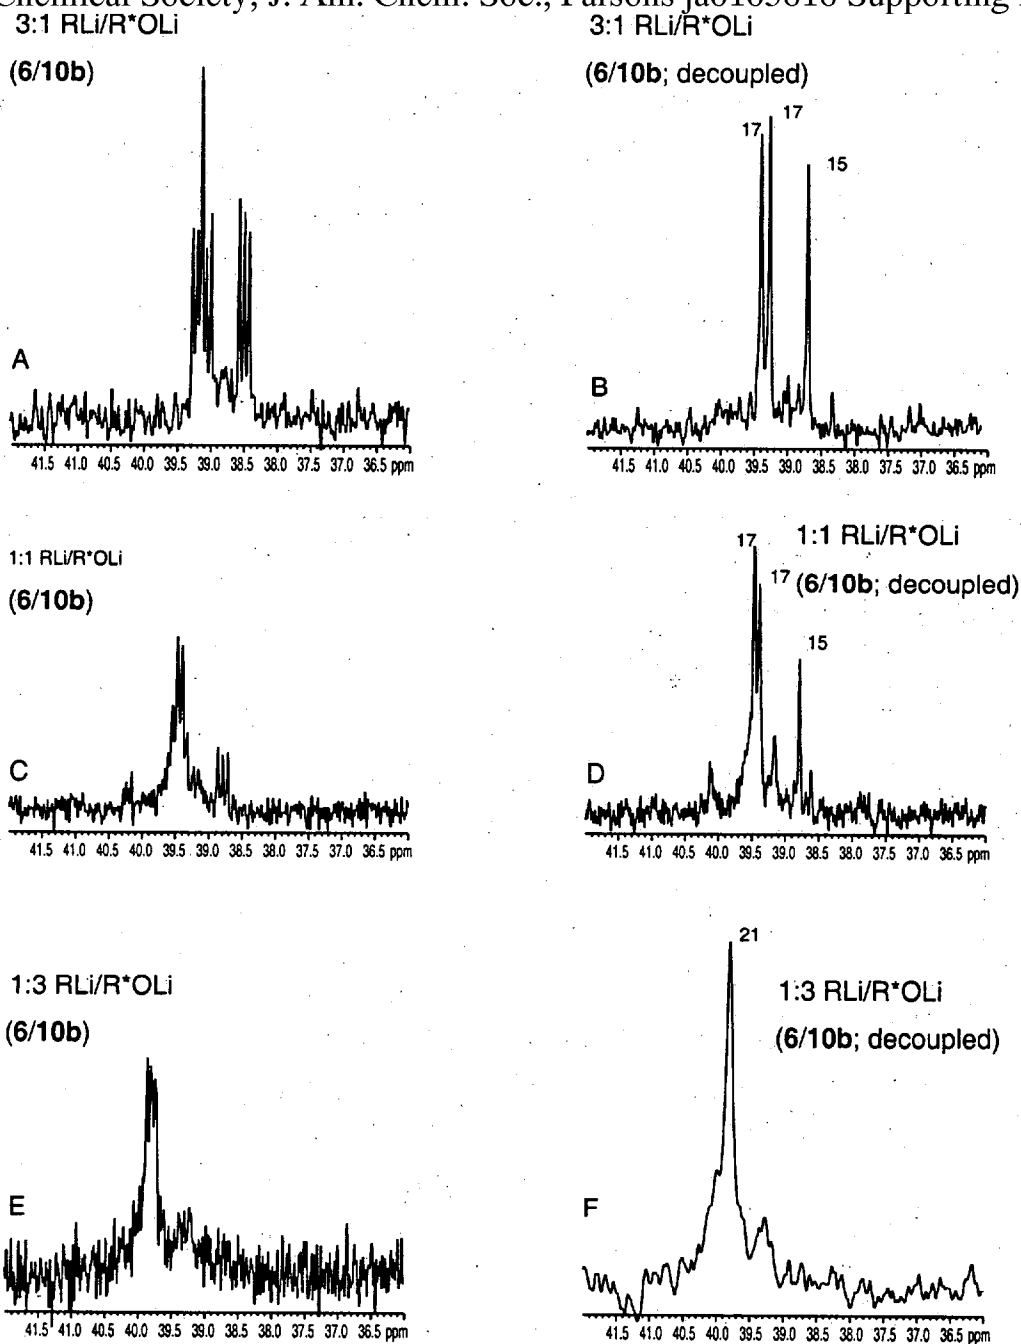 Chemical Society, J. Am. Chem. Soc., Parsons ja0105616 Supporting
3:1 RLi/R*OLi
(6/10b)
A
41.5 41.0 40.5 40.0 39.5 39.0 38.5 38.0 37.5 37.0 36.5 ppm
3:1 RLi/R*OLi
(6/10b; decoupled)
17
17
15
B
41.5 41.0 40.5 40.0 39.5 39.0 38.5 38.0 37.5 37.0 36.5 ppm
1:1 RLi/R*OLi
(6/10b)
C
41.5 41.0 40.5 40.0 39.5 39.0 38.5 38.0 37.5 37.0 36.5 ppm
17
1:1 RLi/R*OLi
17
(6/10b; decoupled)
15
D
41.5 41.0 40.5 40.0 39.5 39.0 38.5 38.0 37.5 37.0 36.5 ppm
1:3 RLi/R*OLi
(6/10b)
E
41.5 41.0 40.5 40.0 39.5 39.0 38.5 38.0 37.5 37.0 36.5 ppm
21
1:3 RLi/R*OLi
(6/10b; decoupled)
F
41.5 41.0 40.5 40.0 39.5 39.0 38.5 38.0 37.5 37.0 36.5 ppm